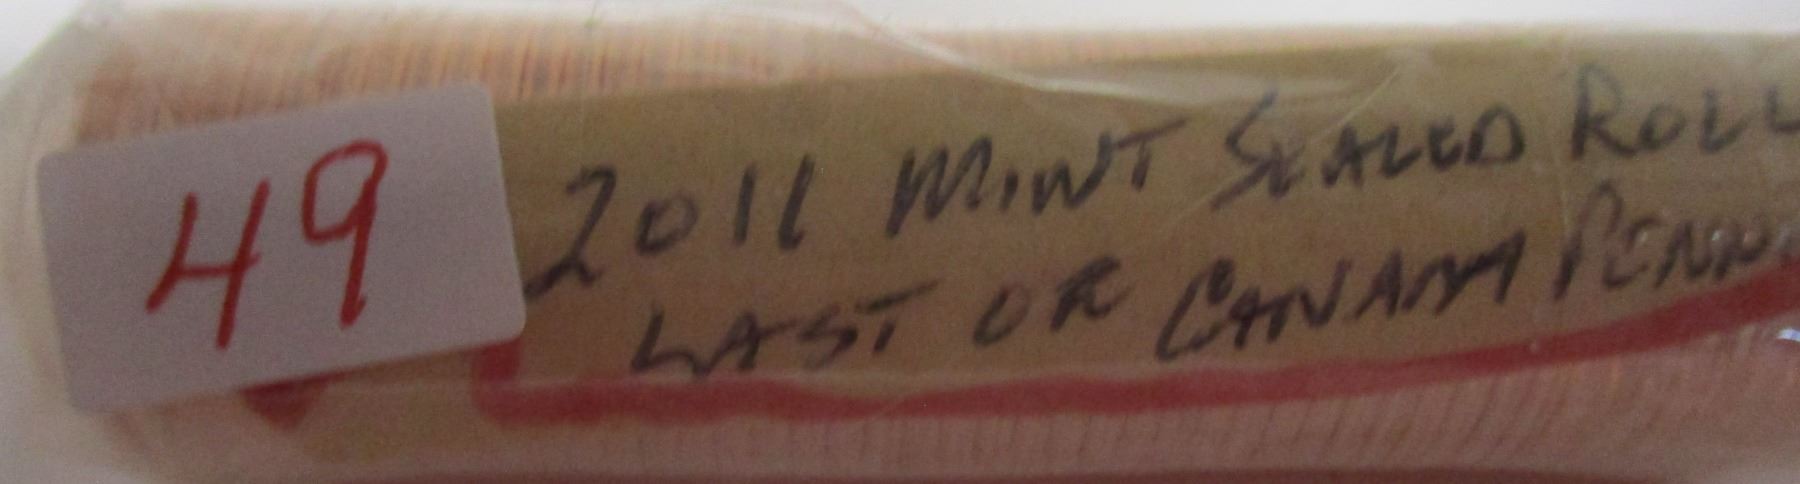 49
2011 MINT SEALED ROLL
LAST OF CANADA